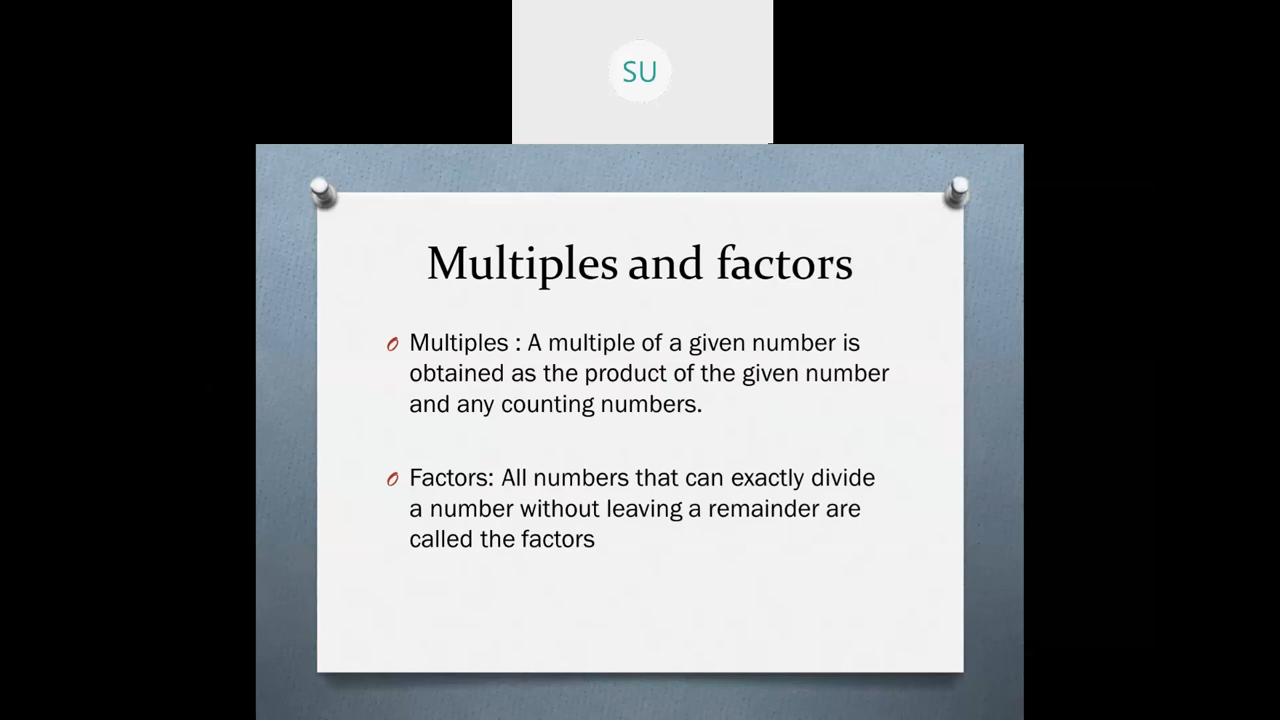 SU
Multiples and factors
Multiples : A multiple of a given number is
obtained as the product of the given number
and any counting numbers.
Factors: All numbers that can exactly divide
a number without leaving a remainder are
called the factors